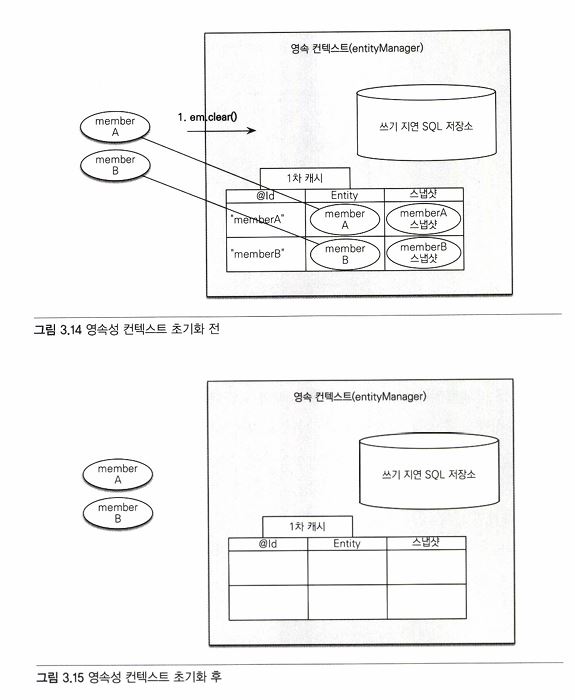 영속 컨텍스트(entityManager)
member
A
1. em.clear()
쓰기 지연 SQL 저장소
member
B
1차 캐시
@Id Entity 스냅샷
"memberA"
member
A
memberA
스냅샷
"memberB"
member
B
memberB
스냅샷
그림 3.14 영속성 컨텍스트 초기화 전
영속 컨텍스트(entityManager)
member
A
쓰기 지연 SQL 저장소
member
B
1차 캐시
@Id Entity 스냅샷
그림 3.15 영속성 컨텍스트 초기화 후